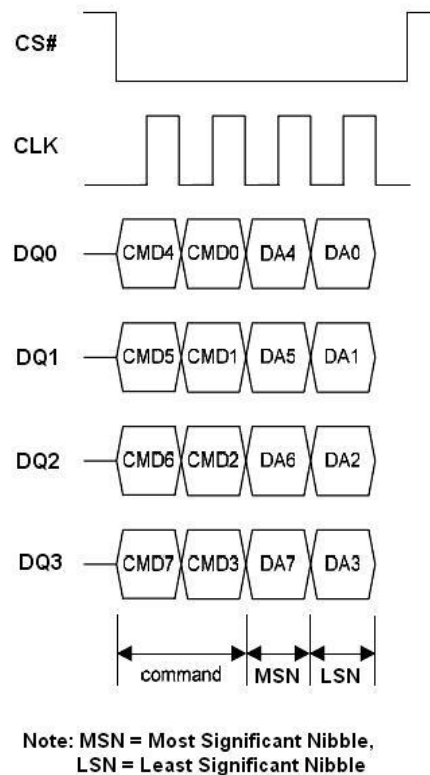 CS#
CLK
DQ0 CMD4 CMD0 DA4 DA0
DQ1 CMD5 CMD1 DA5 DA1
DQ2 CMD6 CMD2 DA6 DA2
DQ3 CMD7 CMD3 DA7 DA3
command MSN LSN
Note: MSN = Most Significant Nibble,
LSN = Least Significant Nibble